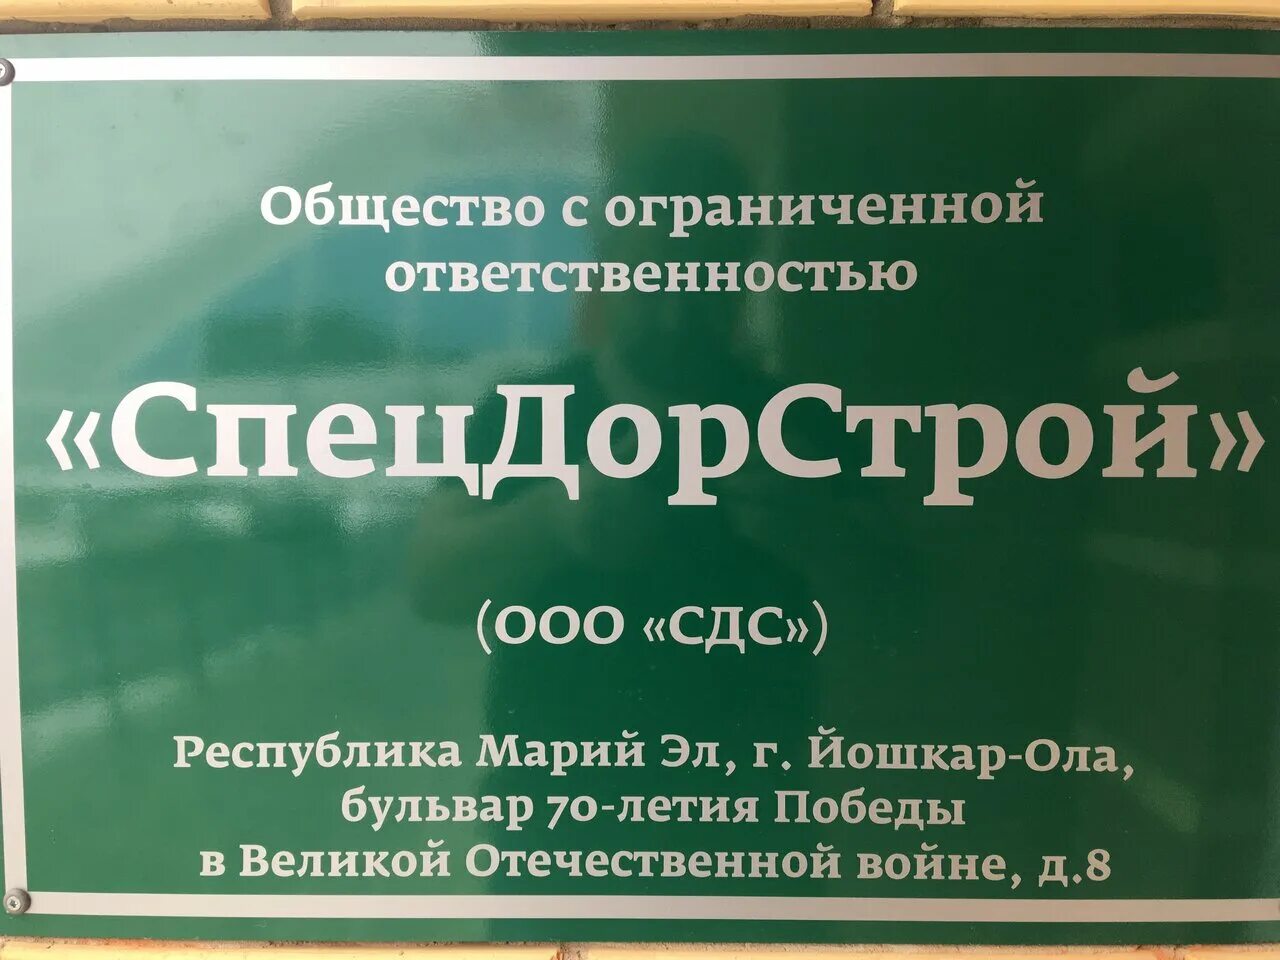 Общество с ограниченной
ответственностью
«СпецДорСтрой»
(ООО «СДС»)
Республика Марий Эл, г. Йошкар-Ола,
бульвар 70-летия Победы
в Великой Отечественной войне, д.8